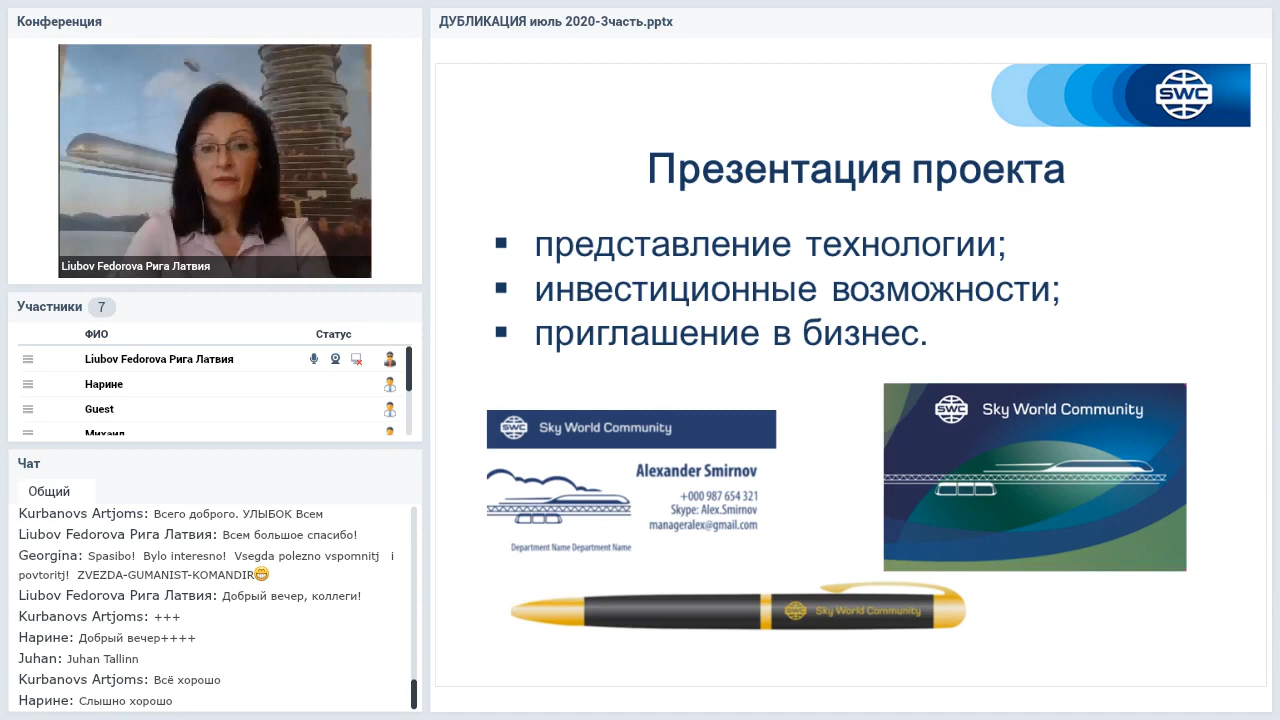 Конференция
Liubov Fedorova Рига Латвия
Участники 7
ФИО Статус
Liubov Fedorova Рига Латвия
Нарине
Guest
Михаил
Чат
Общий
Kurbanovs Artjoms: Всего доброго. УЛЫБОК Всем
Liubov Fedorova Рига Латвия: Всем большое спасибо!
Georgina: Spasibo! Bylo interesno! Vsegda polezno vspomnitj i
povtoritj! ZVEZDA-GUMANIST-KOMANDIR😁
Liubov Fedorova Рига Латвия: Добрый вечер, коллеги!
Kurbanovs Artjoms: +++
Нарине: Добрый вечер++++
Juhan: Juhan Tallinn
Kurbanovs Artjoms: Всё хорошо
Нарине: Слышно хорошо
ДУБЛИКАЦИЯ июль 2020-3часть.pptx
SWC
Презентация проекта
▪ представление технологии;
▪ инвестиционные возможности;
▪ приглашение в бизнес.
SWC Sky World Community
Alexander Smirnov
+000 987 654 321
Skype: Alex.Smirnov
manageralex@gmail.com
Department Name Department Name
SWC Sky World Community
SWC Sky World Community